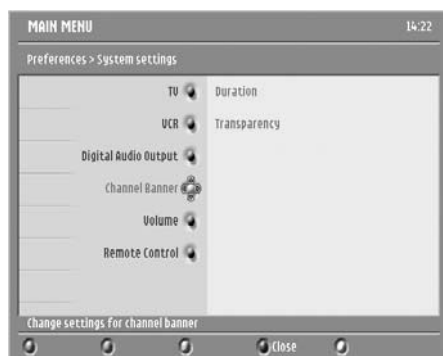 MAIN MENU 14:22
Preferences > System settings
TV Duration
VCR Transparency
Digital Audio Output
Channel Banner
Volume
Remote Control
Change settings for channel banner
Close